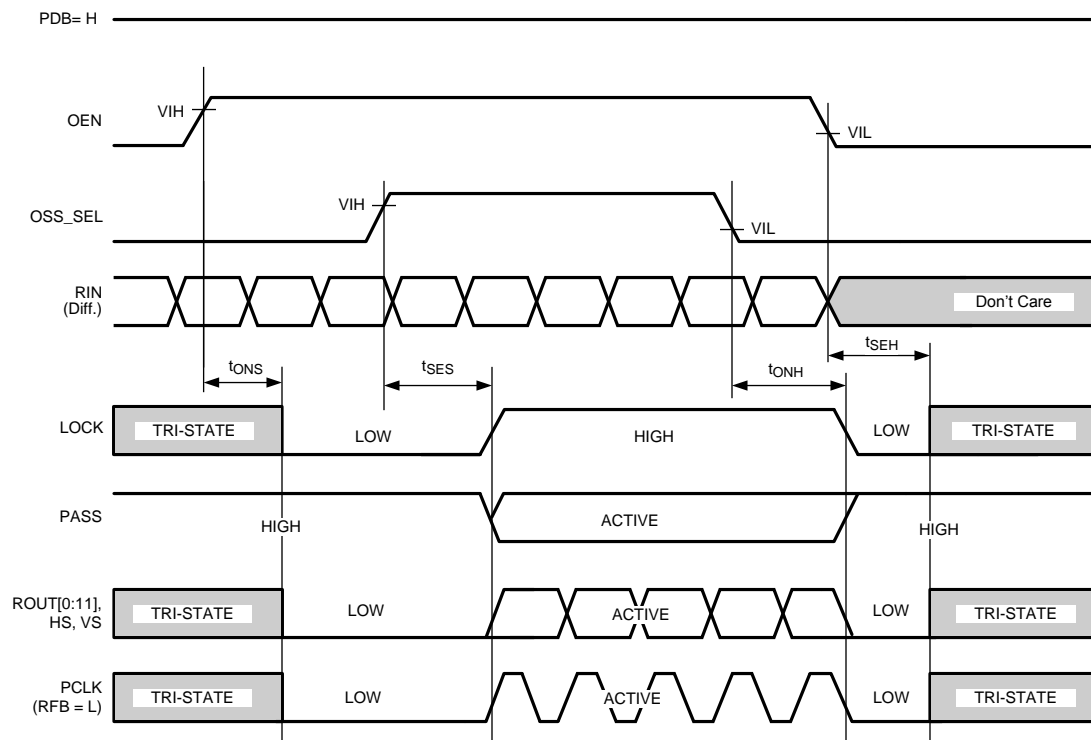 PDB= H
VIH
OEN
VIL
VIH
OSS_SEL
VIL
RIN
(Diff.)
Don't Care
tSEH
tONS
tSES
tONH
LOCK
TRI-STATE
LOW
HIGH
LOW
TRI-STATE
PASS
HIGH
ACTIVE
HIGH
ROUT[0:11],
HS, VS
TRI-STATE
LOW
ACTIVE
LOW
TRI-STATE
PCLK
(RFB = L)
TRI-STATE
LOW
ACTIVE
LOW
TRI-STATE